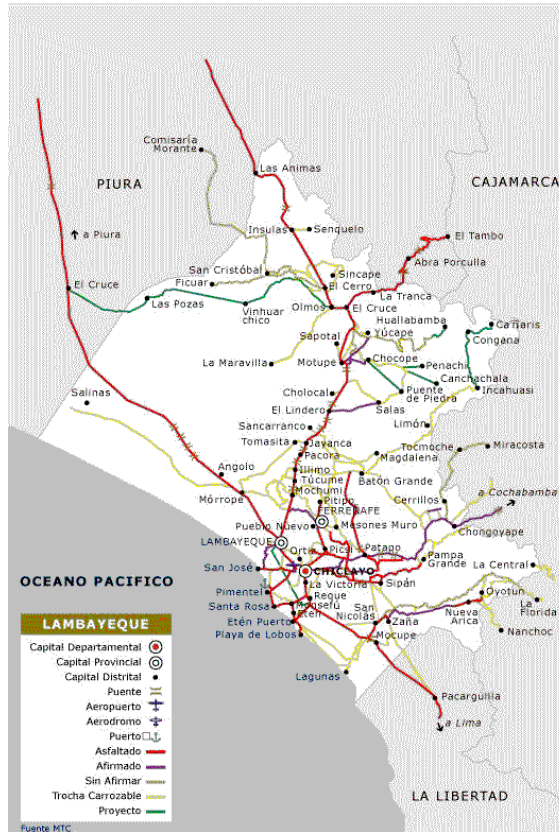 Comisaría
Morante
Las Animas
PIURA
CAJAMARCA
a Piura
Insulas
Senquelo
El Tambo
Abra Porculla
San Cristóbal
Sincape
El Cerro
Ficuar
El Cruce
La Tranca
Las Pozas
Vinhuar
chico
Olmos
El Cruce
Huallabamba
Cañaris
Yúcape
Congana
Sapotal
La Maravilla
Motupe
Chocope
Penachi
Canchachala
Incahuasi
Salinas
Cholocal
Puente
de Piedra
El Lindero
Salas
Sancarranco
Limón
Tomasita
Jayanca
Pacora
Tocmoche
Miracosta
Magdalena
Angolo
Illimo
Túcume
Batón Grande
a Cochabamba
Mórrope
Mochumi
Pitipo
Cerrillos
FERREÑAFE
Pueblo Nuevo
Mesones Muro
Chongoyape
LAMBAYEQUE
Ortiz
Picsi
Patapo
Pampa
Grande
La Central
San José
CHICLAYO
OCEANO PACIFICO
La Victoria
Sipán
Oyotun
Pimentel
Reque
La
Florida
Santa Rosa
Monsefú
San
Nicolás
Nueva
Arica
Etén
Zaña
Etén Puerto
Nanchoc
Playa de Lobos
Mocupe
Lagunas
Pacarguilla
a Lima
LA LIBERTAD
LAMBAYEQUE
Capital Departamental
Capital Provincial
Capital Distrital
Puente
Aeropuerto
Aerodromo
Puerto
Asfaltado
Afirmado
Sin Afirmar
Trocha Carrozable
Proyecto
Fuente MTC